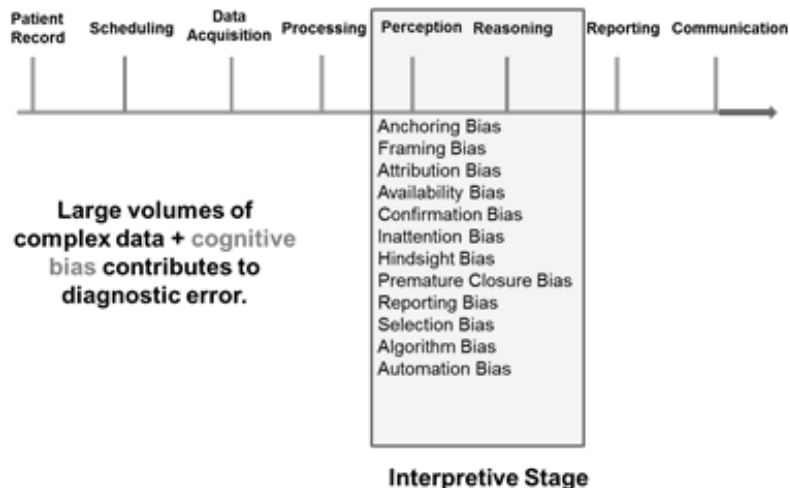 Patient Record
Scheduling
Data Acquisition
Processing
Perception
Reasoning
Reporting
Communication
Anchoring Bias
Framing Bias
Attribution Bias
Availability Bias
Confirmation Bias
Inattention Bias
Hindsight Bias
Premature Closure Bias
Reporting Bias
Selection Bias
Algorithm Bias
Automation Bias
Large volumes of
complex data + cognitive
bias contributes to
diagnostic error.
Interpretive Stage